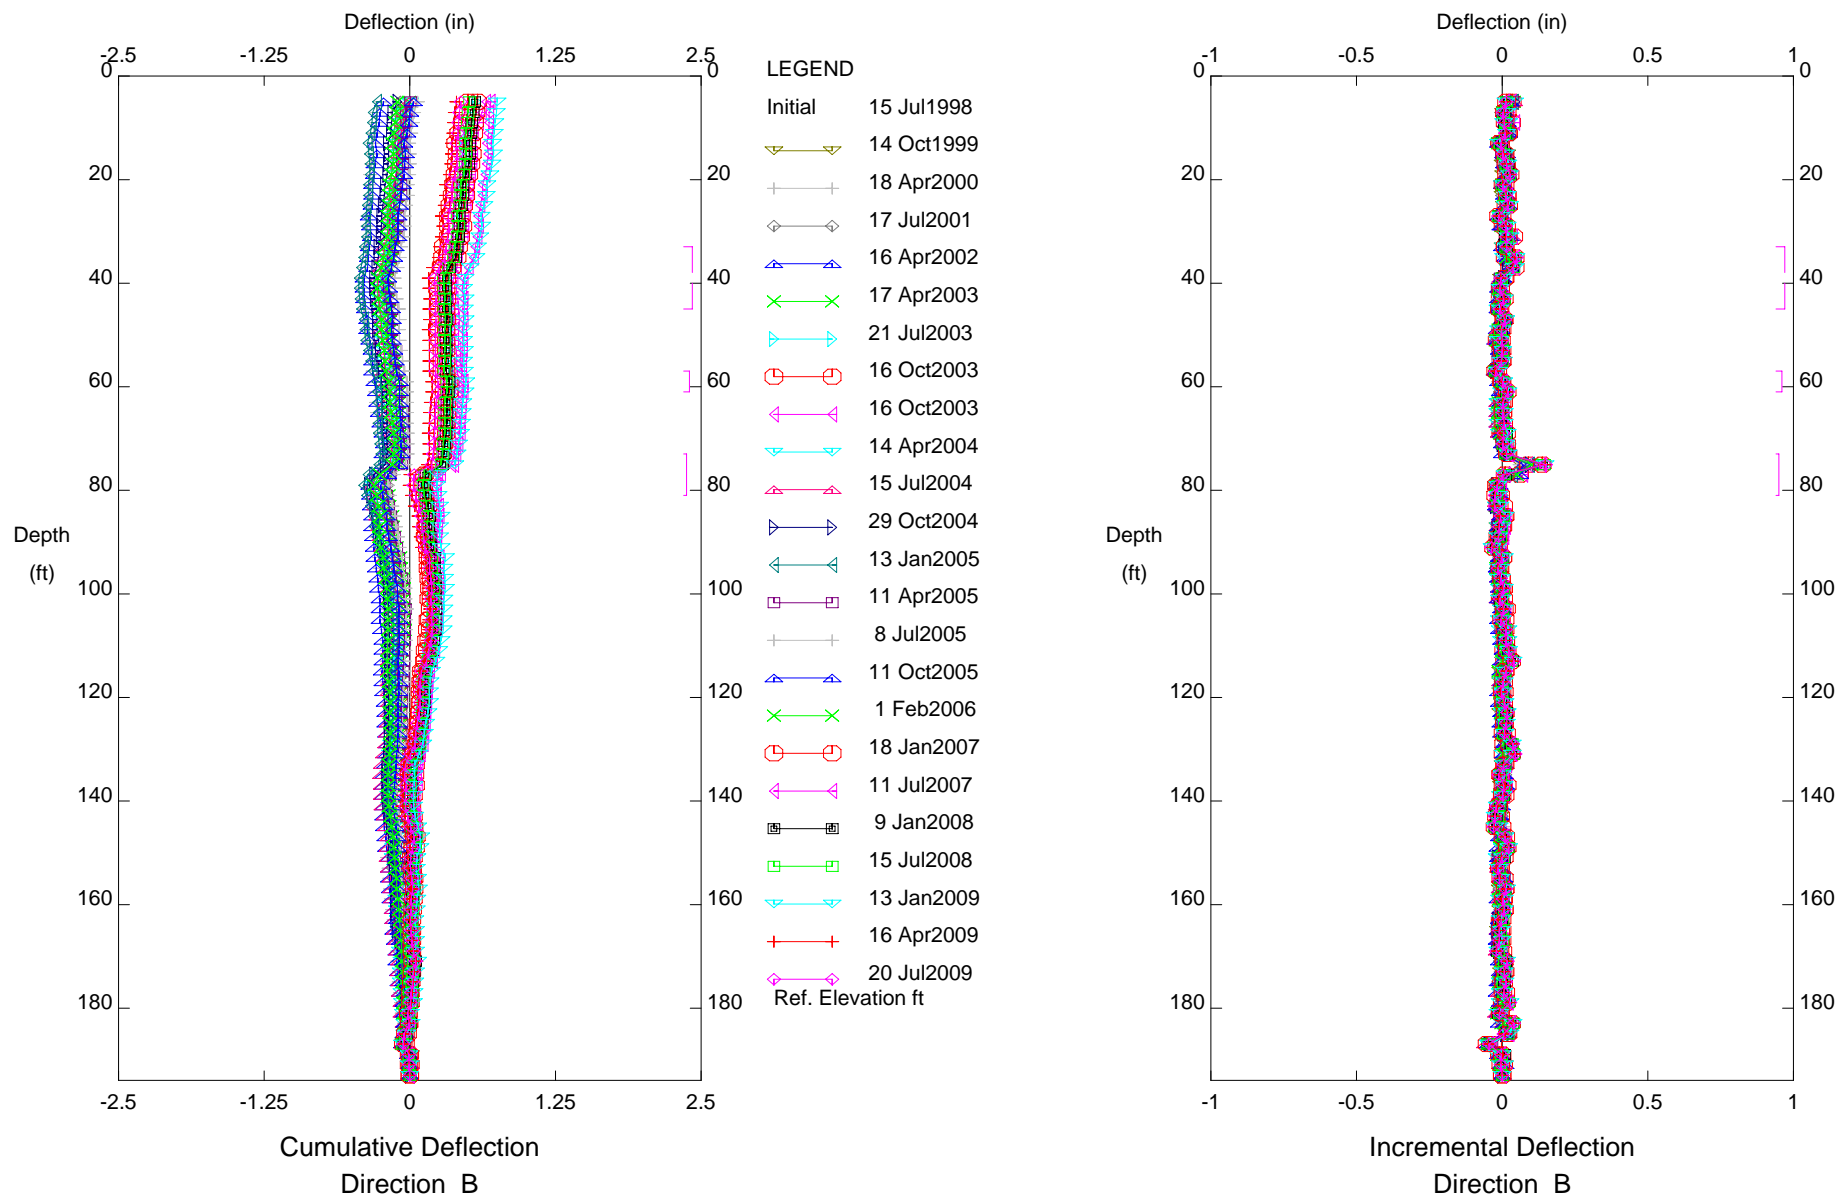 Deflection (in)
-2.5 -1.25 0 1.25 2.5
0 0
20 20
40 40
60 60
80 80
100 100
120 120
140 140
160 160
180 180
Depth
(ft)
-2.5 -1.25 0 1.25 2.5
Cumulative Deflection
Direction B
LEGEND
Initial 15 Jul1998
14 Oct1999
18 Apr2000
17 Jul2001
16 Apr2002
17 Apr2003
21 Jul2003
16 Oct2003
16 Oct2003
14 Apr2004
15 Jul2004
29 Oct2004
13 Jan2005
11 Apr2005
8 Jul2005
11 Oct2005
1 Feb2006
18 Jan2007
11 Jul2007
9 Jan2008
15 Jul2008
13 Jan2009
16 Apr2009
20 Jul2009
Ref. Elevation ft
Deflection (in)
-1 -0.5 0 0.5 1
0 0
20 20
40 40
60 60
80 80
100 100
120 120
140 140
160 160
180 180
Depth
(ft)
-1 -0.5 0 0.5 1
Incremental Deflection
Direction B